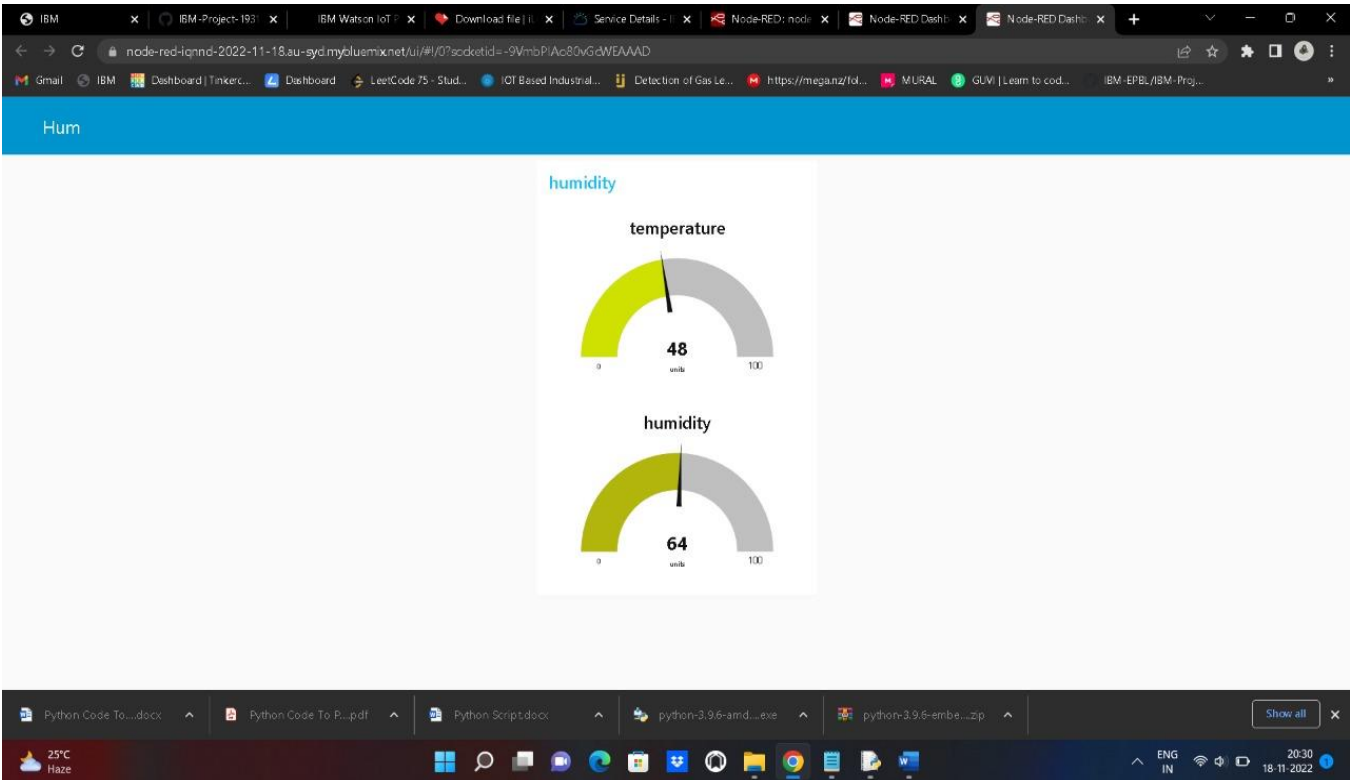 IBM
IBM-Project-1931
IBM Watson IoT P
Download file | iL
Service Details - I
Node-RED: node
Node-RED Dashb
Node-RED Dashb
node-red-iqnnd-2022-11-18.au-syd.mybluemix.net/ui/#!/0?socketid=-9VmbPlAo80vGdWEAAAD
Gmail
IBM
Dashboard | Tinkerc...
Dashboard
LeetCode 75 - Stud...
IOT Based Industrial...
Detection of Gas Le...
https://mega.nz/fol...
MURAL
GUVI | Learn to cod...
IBM-EPBL/IBM-Proj...
»
Hum
humidity
temperature
48
0
units
100
humidity
64
0
units
100
Python Code To....docx
Python Code To P....pdf
Python Script.docx
python-3.9.6-amd....exe
python-3.9.6-embe....zip
Show all
25°C
Haze
ENG
IN
20:30
18-11-2022
1